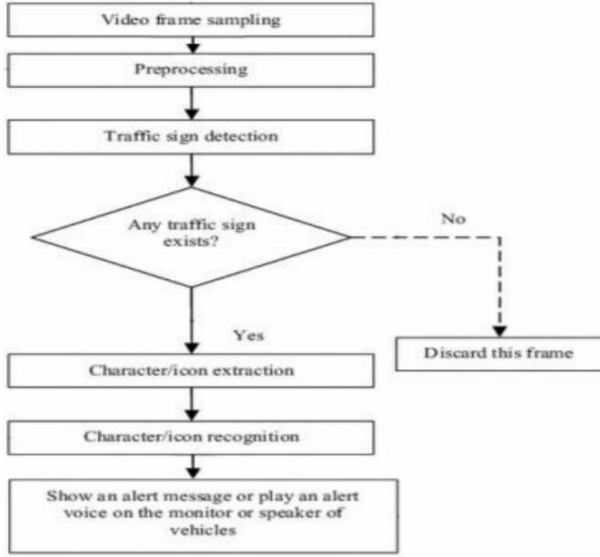 Video frame sampling
Preprocessing
Traffic sign detection
Any traffic sign
exists?
No
Yes
Discard this frame
Character/icon extraction
Character/icon recognition
Show an alert message or play an alert
voice on the monitor or speaker of
vehicles